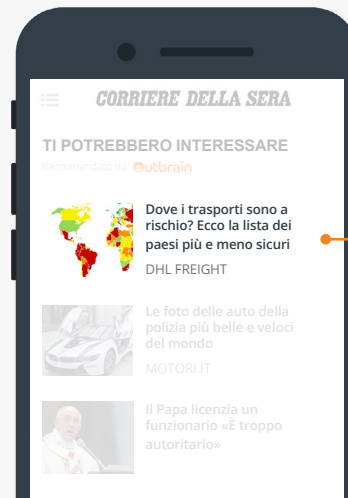 CORRIERE DELLA SERA
TI POTREBBERO INTERESSARE
Raccomandato da Outbrain
Dove i trasporti sono a
rischio? Ecco la lista dei
paesi più e meno sicuri
DHL FREIGHT
Le foto delle auto della
polizia più belle e veloci
del mondo
MOTORI.IT
Il Papa licenzia un
funzionario «È troppo
autoritario»